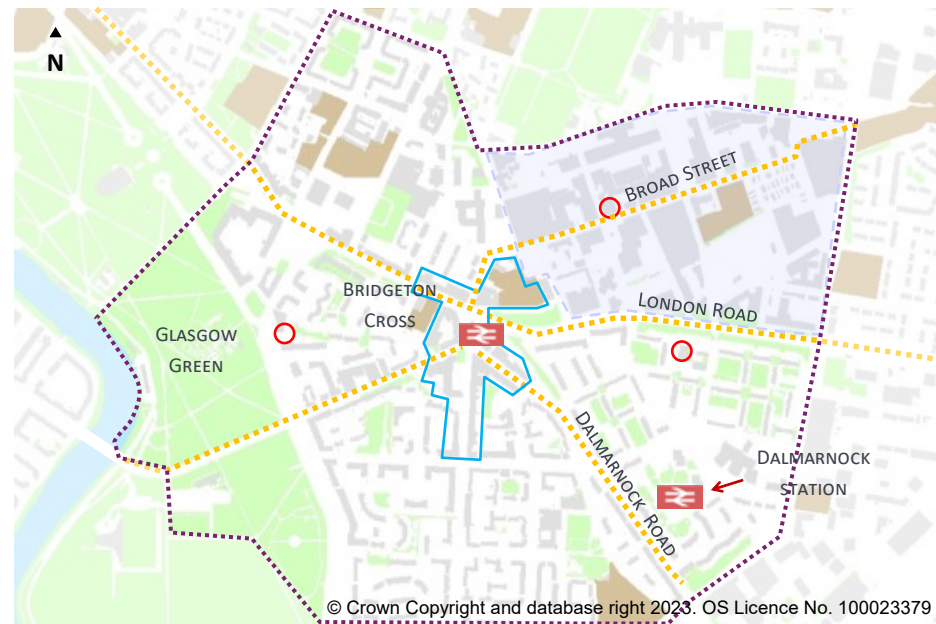 N
BROAD STREET
BRIDGETON
CROSS
LONDON ROAD
GLASGOW
GREEN
DALMARNOCK ROAD
DALMARNOCK
STATION
© Crown Copyright and database right 2023. OS Licence No. 100023379